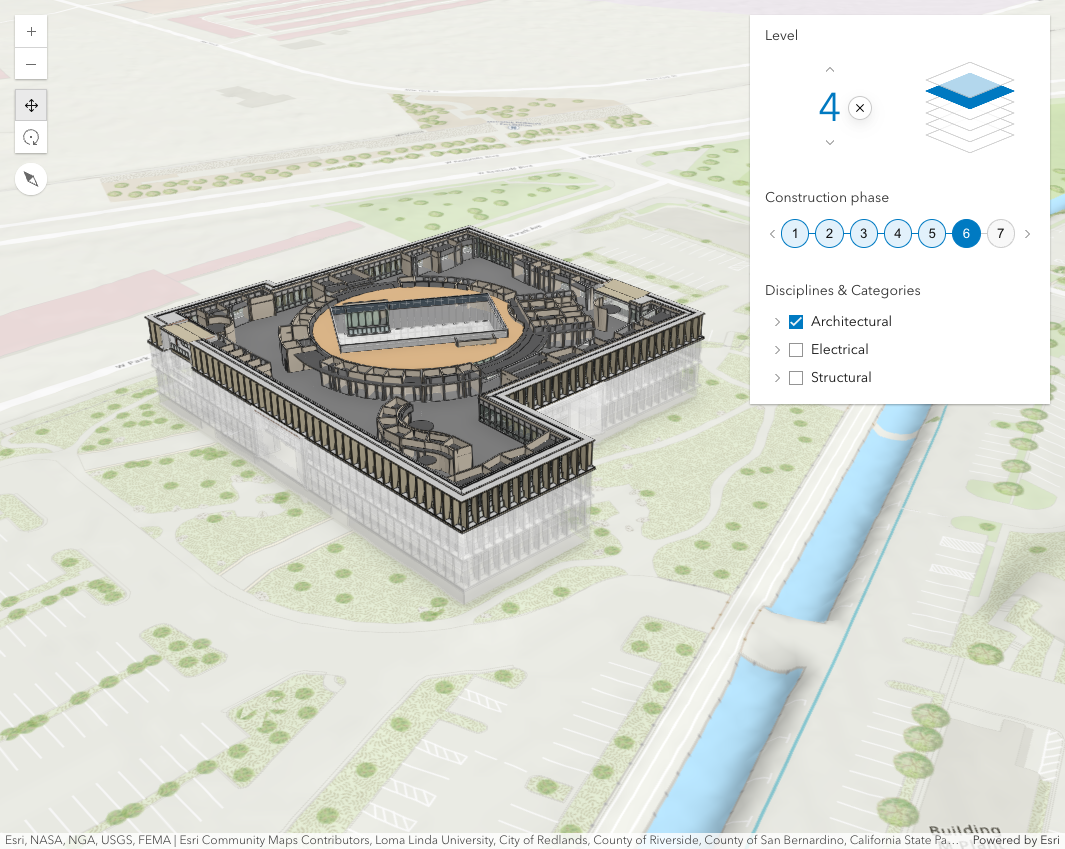 Level
4
Construction phase
1 2 3 4 5 6 7
Disciplines & Categories
Architectural
Electrical
Structural
W Park
Building
Esri, NASA, NGA, USGS, FEMA | Esri Community Maps Contributors, Loma Linda University, City of Redlands, County of Riverside, County of San Bernardino, California State Pa... Powered by Esri